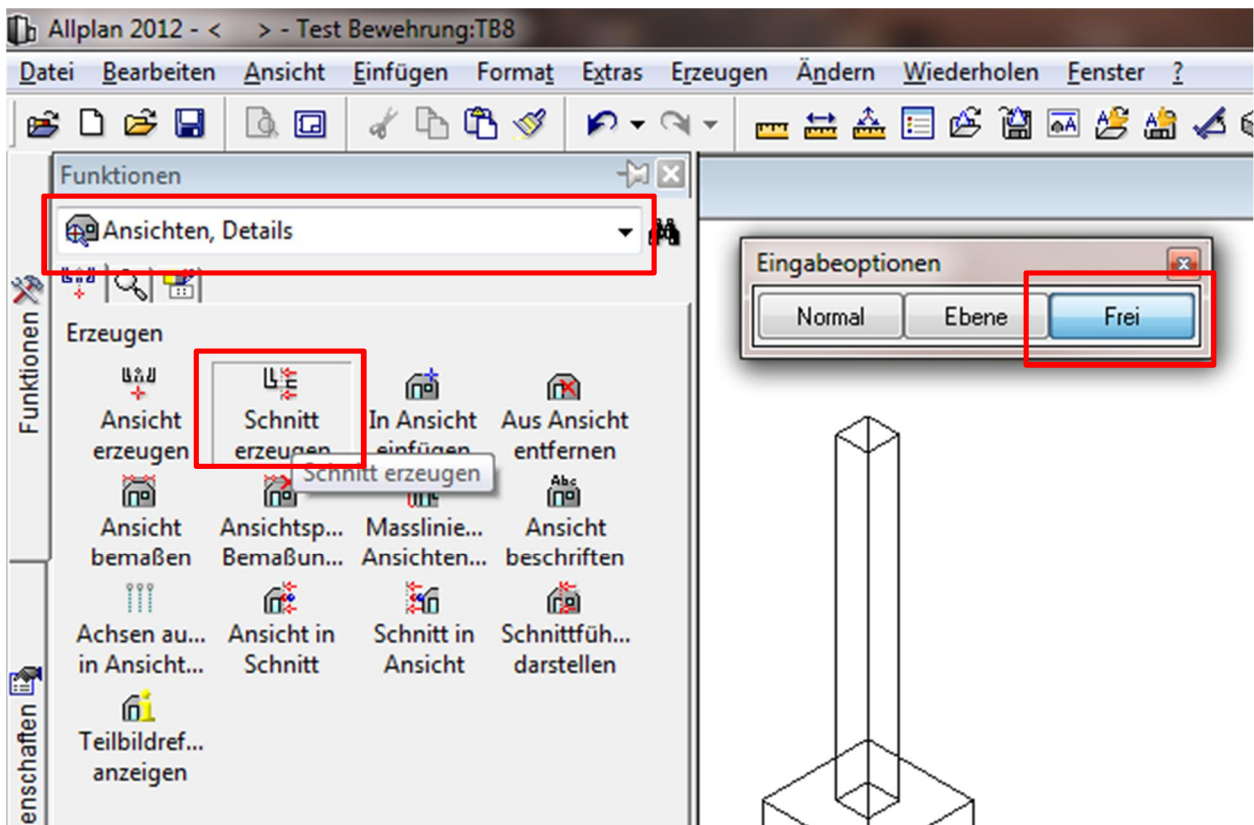 Allplan 2012 - < > - Test Bewehrung:TB8
Datei Bearbeiten Ansicht Einfügen Format Extras Erzeugen Ändern Wiederholen Fenster ?
Funktionen
Ansichten, Details
Eingabeoptionen
Normal Ebene Frei
Funktionen
Erzeugen
Ansicht erzeugen
Schnitt erzeugen
In Ansicht einfügen
Aus Ansicht entfernen
Schnitt erzeugen
Ansicht bemaßen
Ansichtsp... Bemaßun...
Masslinie... Ansichten...
Abc
Ansicht beschriften
Achsen au... in Ansicht...
Ansicht in Schnitt
Schnitt in Ansicht
Schnittfüh... darstellen
Teilbildref... anzeigen
enschaften